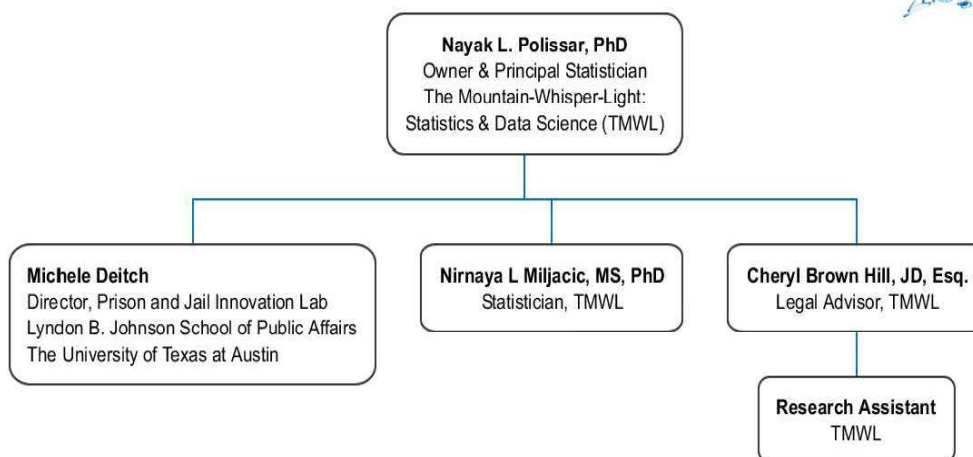 Nayak L. Polissar, PhD
Owner & Principal Statistician
The Mountain-Whisper-Light:
Statistics & Data Science (TMWL)
Michele Deitch
Director, Prison and Jail Innovation Lab
Lyndon B. Johnson School of Public Affairs
The University of Texas at Austin
Nirnaya L Miljacic, MS, PhD
Statistician, TMWL
Cheryl Brown Hill, JD, Esq.
Legal Advisor, TMWL
Research Assistant
TMWL